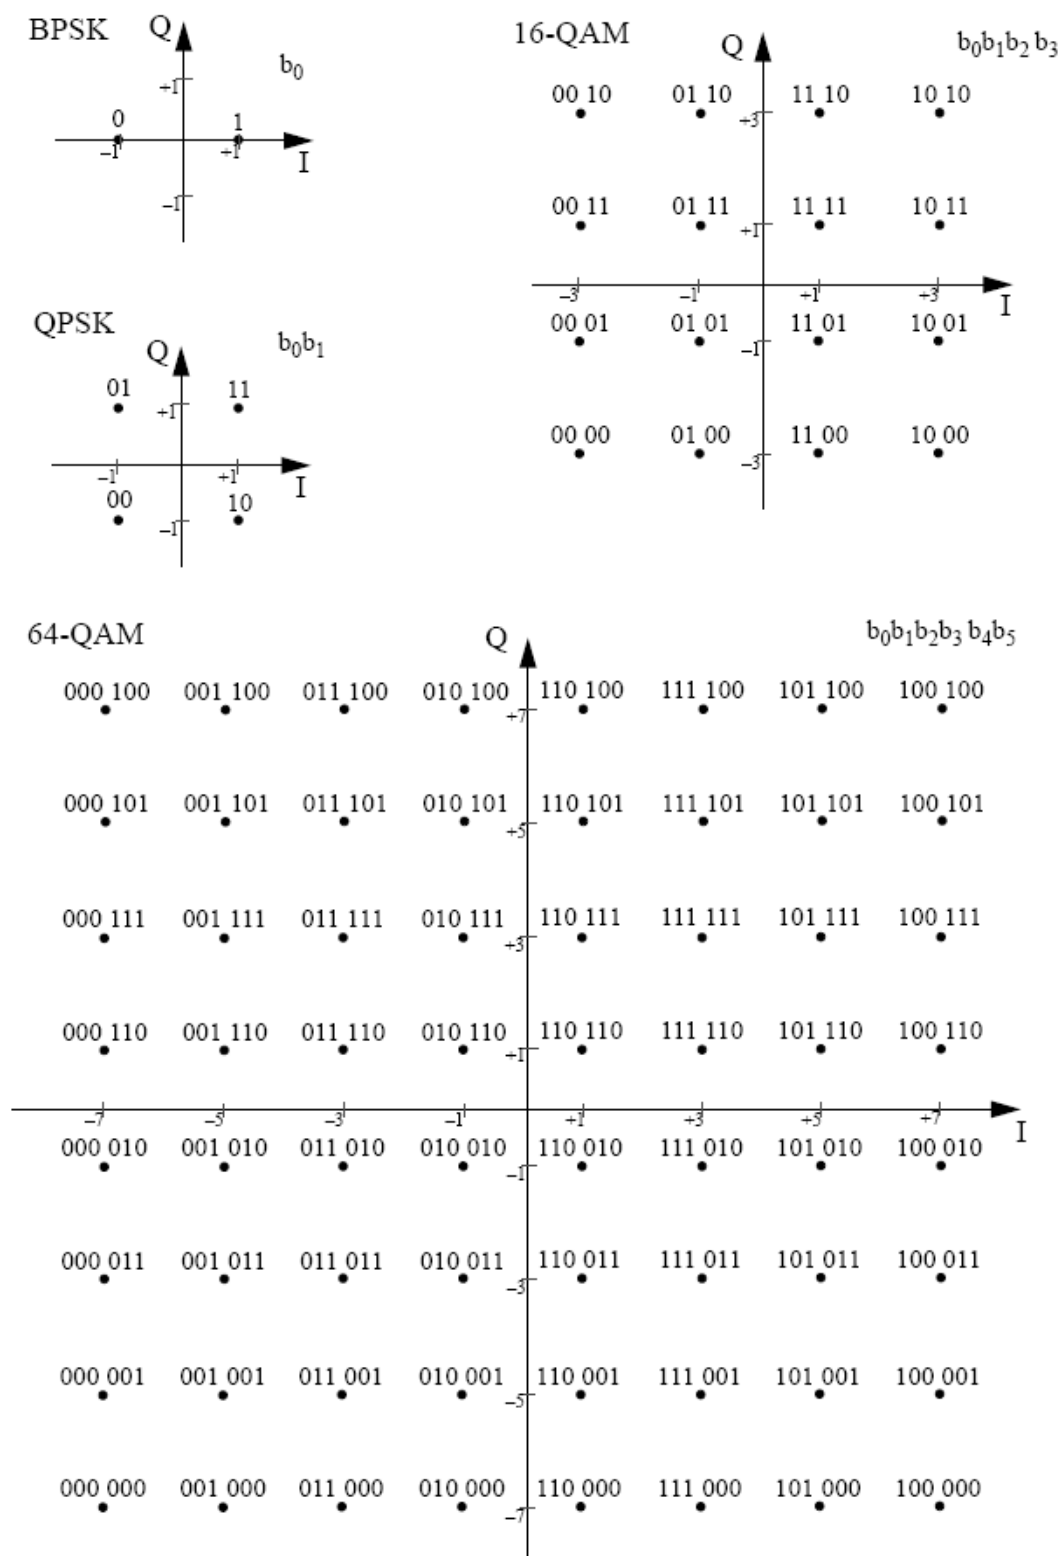 BPSK
Q
b0
+1
0 1
–1 +1
I
–1
QPSK
Q
b0b1
01 11
+1
–1 +1
I
00 10
–1
16-QAM
Q
b0b1b2 b3
00 10 01 10 11 10 10 10
+3
00 11 01 11 11 11 10 11
+1
–3 –1 +1 +3
I
00 01 01 01 11 01 10 01
–1
00 00 01 00 11 00 10 00
–3
64-QAM
Q
b0b1b2b3 b4b5
000 100 001 100 011 100 010 100 110 100 111 100 101 100 100 100
+7
000 101 001 101 011 101 010 101 110 101 111 101 101 101 100 101
+5
000 111 001 111 011 111 010 111 110 111 111 111 101 111 100 111
+3
000 110 001 110 011 110 010 110 110 110 111 110 101 110 100 110
+1
–7 –5 –3 –1 +1 +3 +5 +7
I
000 010 001 010 011 010 010 010 110 010 111 010 101 010 100 010
–1
000 011 001 011 011 011 010 011 110 011 111 011 101 011 100 011
–3
000 001 001 001 011 001 010 001 110 001 111 001 101 001 100 001
–5
000 000 001 000 011 000 010 000 110 000 111 000 101 000 100 000
–7